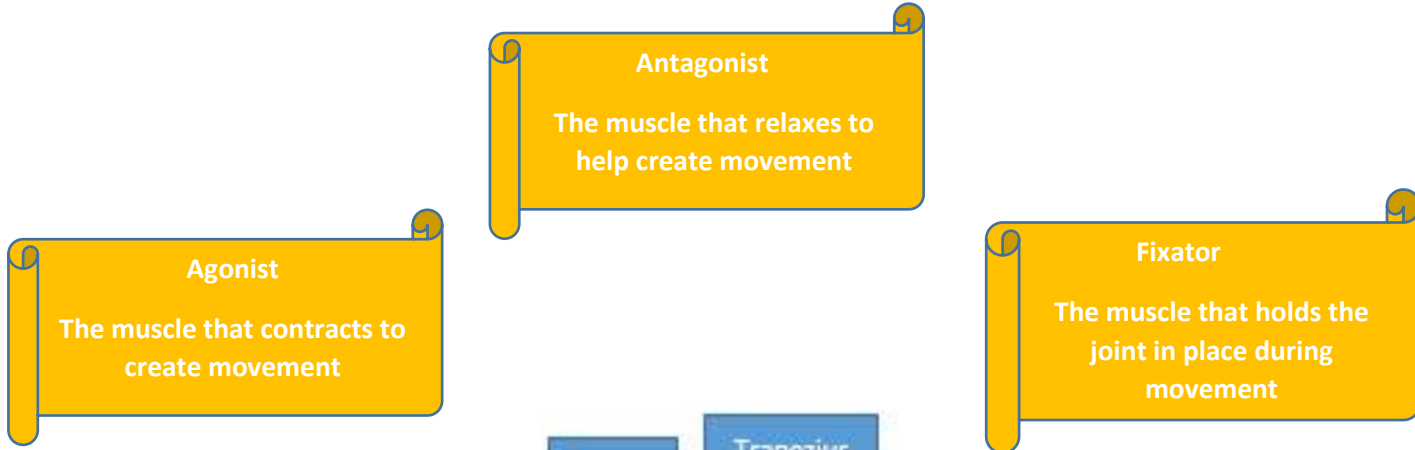 Antagonist
The muscle that relaxes to
help create movement
Agonist
The muscle that contracts to
create movement
Fixator
The muscle that holds the
joint in place during
movement
Trapezius